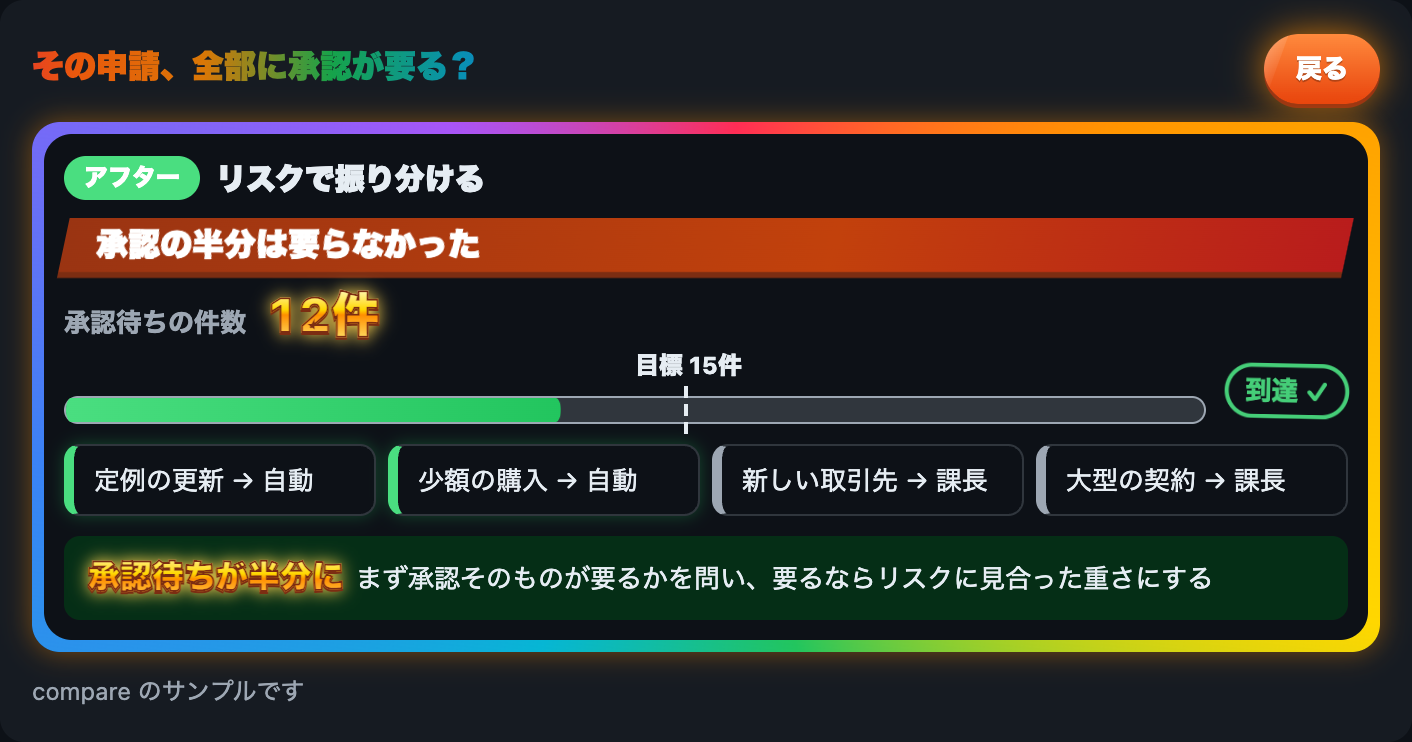 その申請、全部に承認が要る？
戻る
アフター リスクで振り分ける
承認の半分は要らなかった
承認待ちの件数 12件
目標 15件
到達 ✓
定例の更新 → 自動
少額の購入 → 自動
新しい取引先 → 課長
大型の契約 → 課長
承認待ちが半分に まず承認そのものが要るかを問い、要るならリスクに見合った重さにする
compare のサンプルです